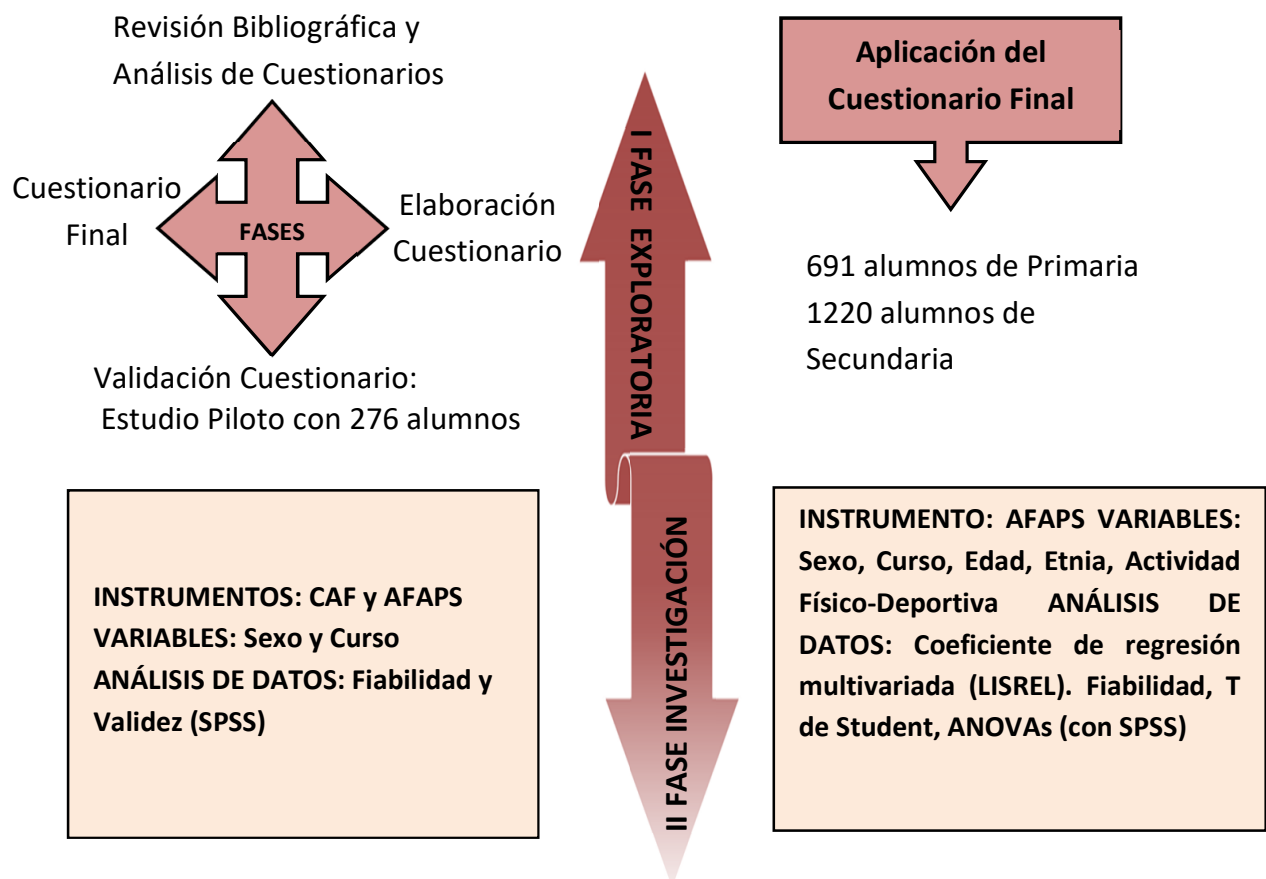 Revisión Bibliográfica y
Análisis de Cuestionarios
Cuestionario
Final
FASES
Elaboración
Cuestionario
Validación Cuestionario:
Estudio Piloto con 276 alumnos
INSTRUMENTOS: CAF y AFAPS
VARIABLES: Sexo y Curso
ANÁLISIS DE DATOS: Fiabilidad y
Validez (SPSS)
I FASE EXPLORATORIA
II FASE INVESTIGACIÓN
Aplicación del
Cuestionario Final
691 alumnos de Primaria
1220 alumnos de
Secundaria
INSTRUMENTO: AFAPS VARIABLES:
Sexo, Curso, Edad, Etnia, Actividad
Físico-Deportiva ANÁLISIS DE
DATOS: Coeficiente de regresión
multivariada (LISREL). Fiabilidad, T
de Student, ANOVAs (con SPSS)